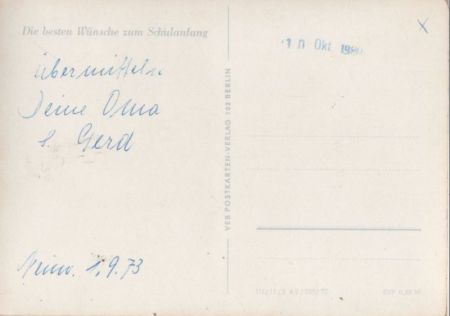 Die besten Wünsche zum Schulanfang
übermitteln
Deine Oma
u. Gerd
1.9.73
VEB POSTKARTEN-VERLAG 102 BERLIN
10 Okt 1980
x